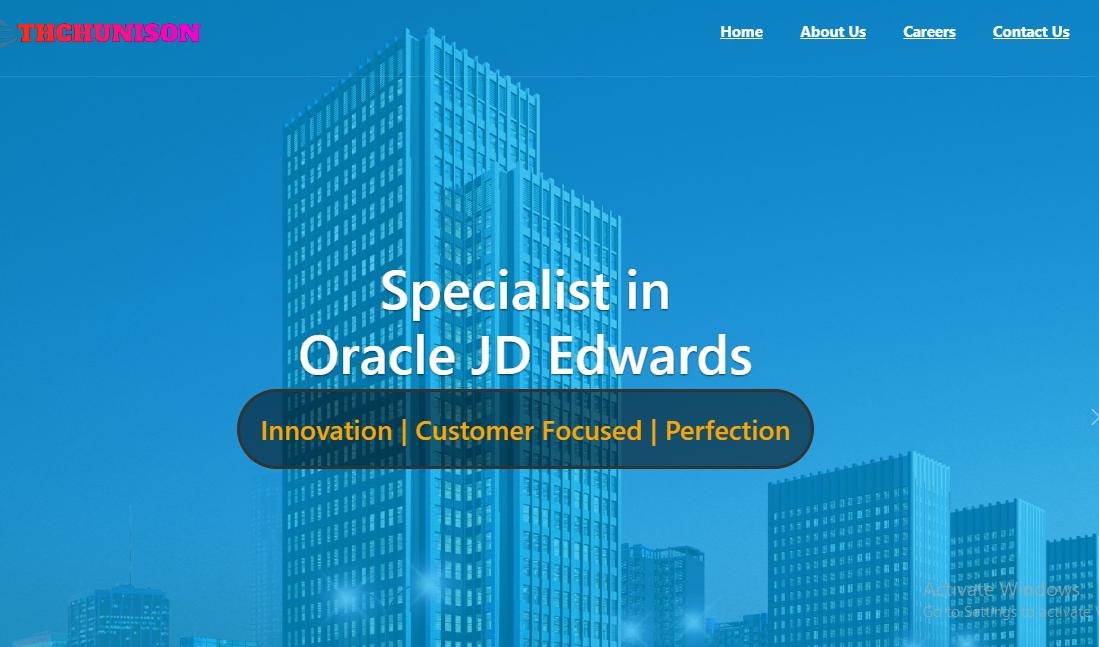 THCHUNISON
Home About Us Careers Contact Us
Specialist in
Oracle JD Edwards
Innovation | Customer Focused | Perfection
Activate Windows
Go to Settings to activate